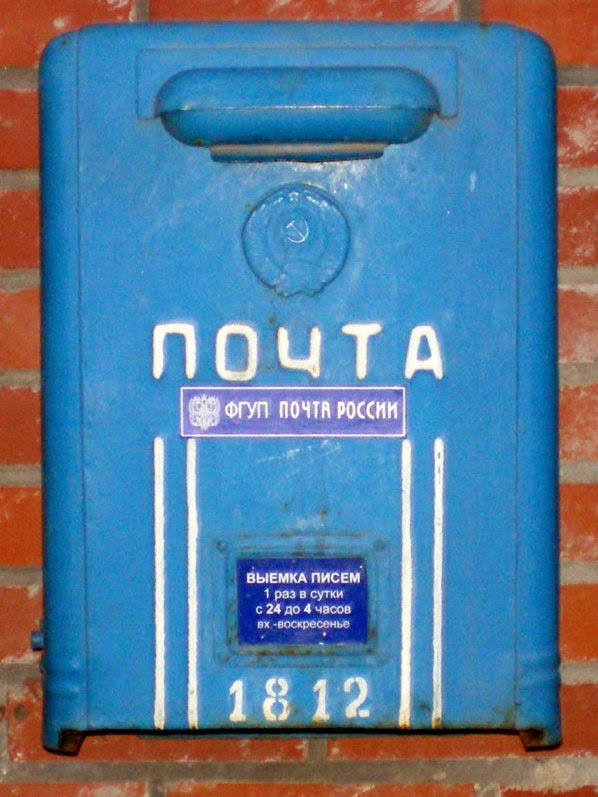 ПОЧТА
ФГУП ПОЧТА РОССИИ
ВЫЕМКА ПИСЕМ
1 раз в сутки
с 24 до 4 часов
вх -воскресенье
1812